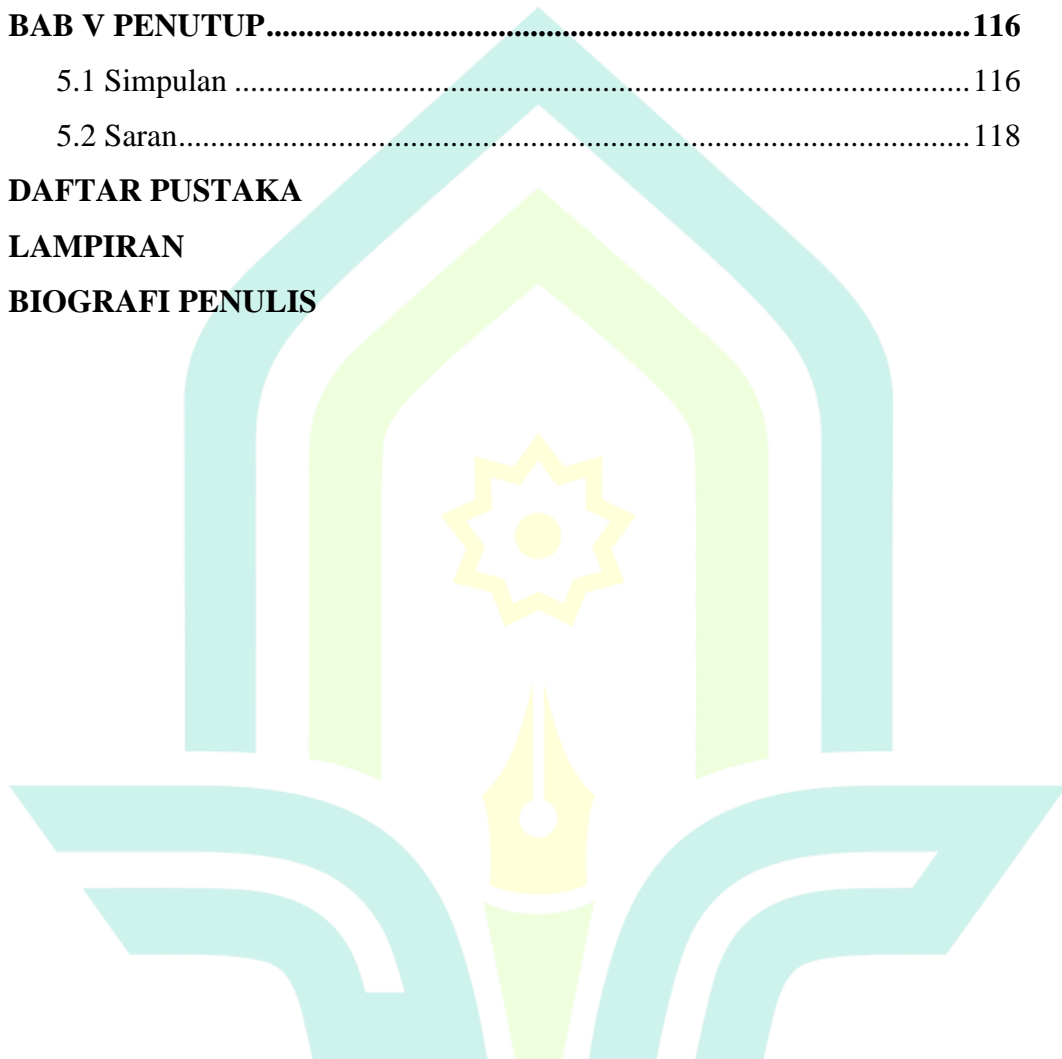 BAB V PENUTUP....................................................................................116
5.1 Simpulan ........................................................................................116
5.2 Saran...............................................................................................118
DAFTAR PUSTAKA
LAMPIRAN
BIOGRAFI PENULIS